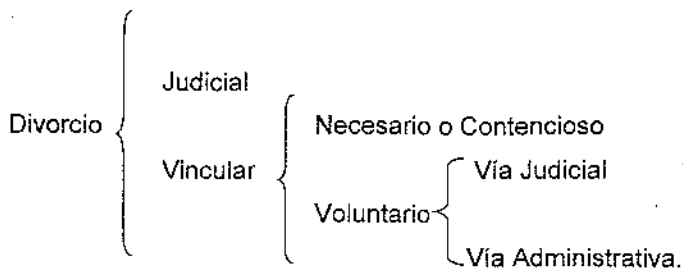 Judicial
Divorcio
Necesario o Contencioso
Vincular
Vía Judicial
Voluntario
Vía Administrativa.